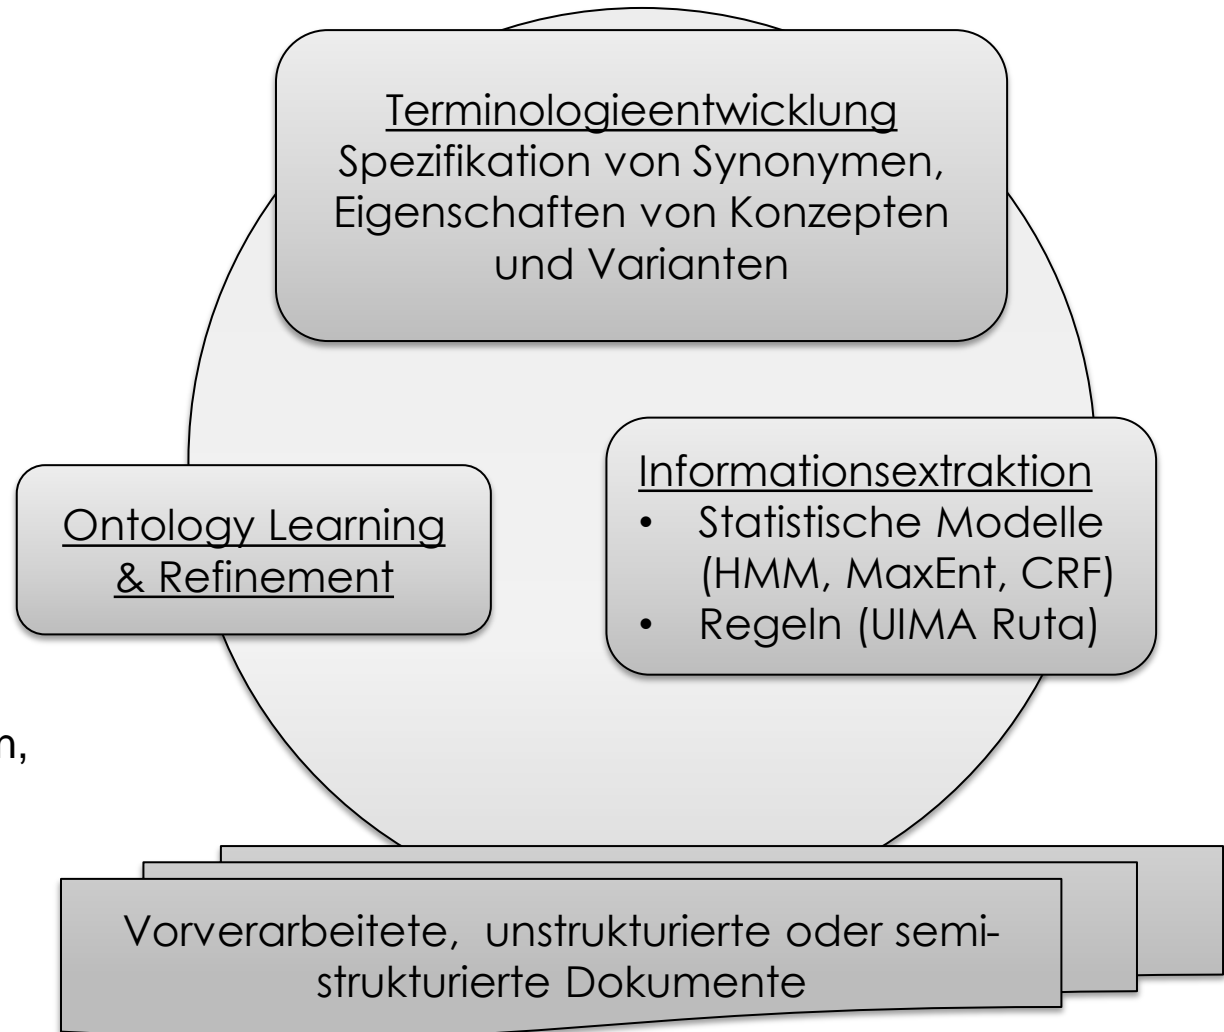 Terminologieentwicklung
Spezifikation von Synonymen,
Eigenschaften von Konzepten
und Varianten
Informationsextraktion
• Statistische Modelle
(HMM, MaxEnt, CRF)
• Regeln (UIMA Ruta)
Ontology Learning
& Refinement
Vorverarbeitete, unstrukturierte oder semi-
strukturierte Dokumente